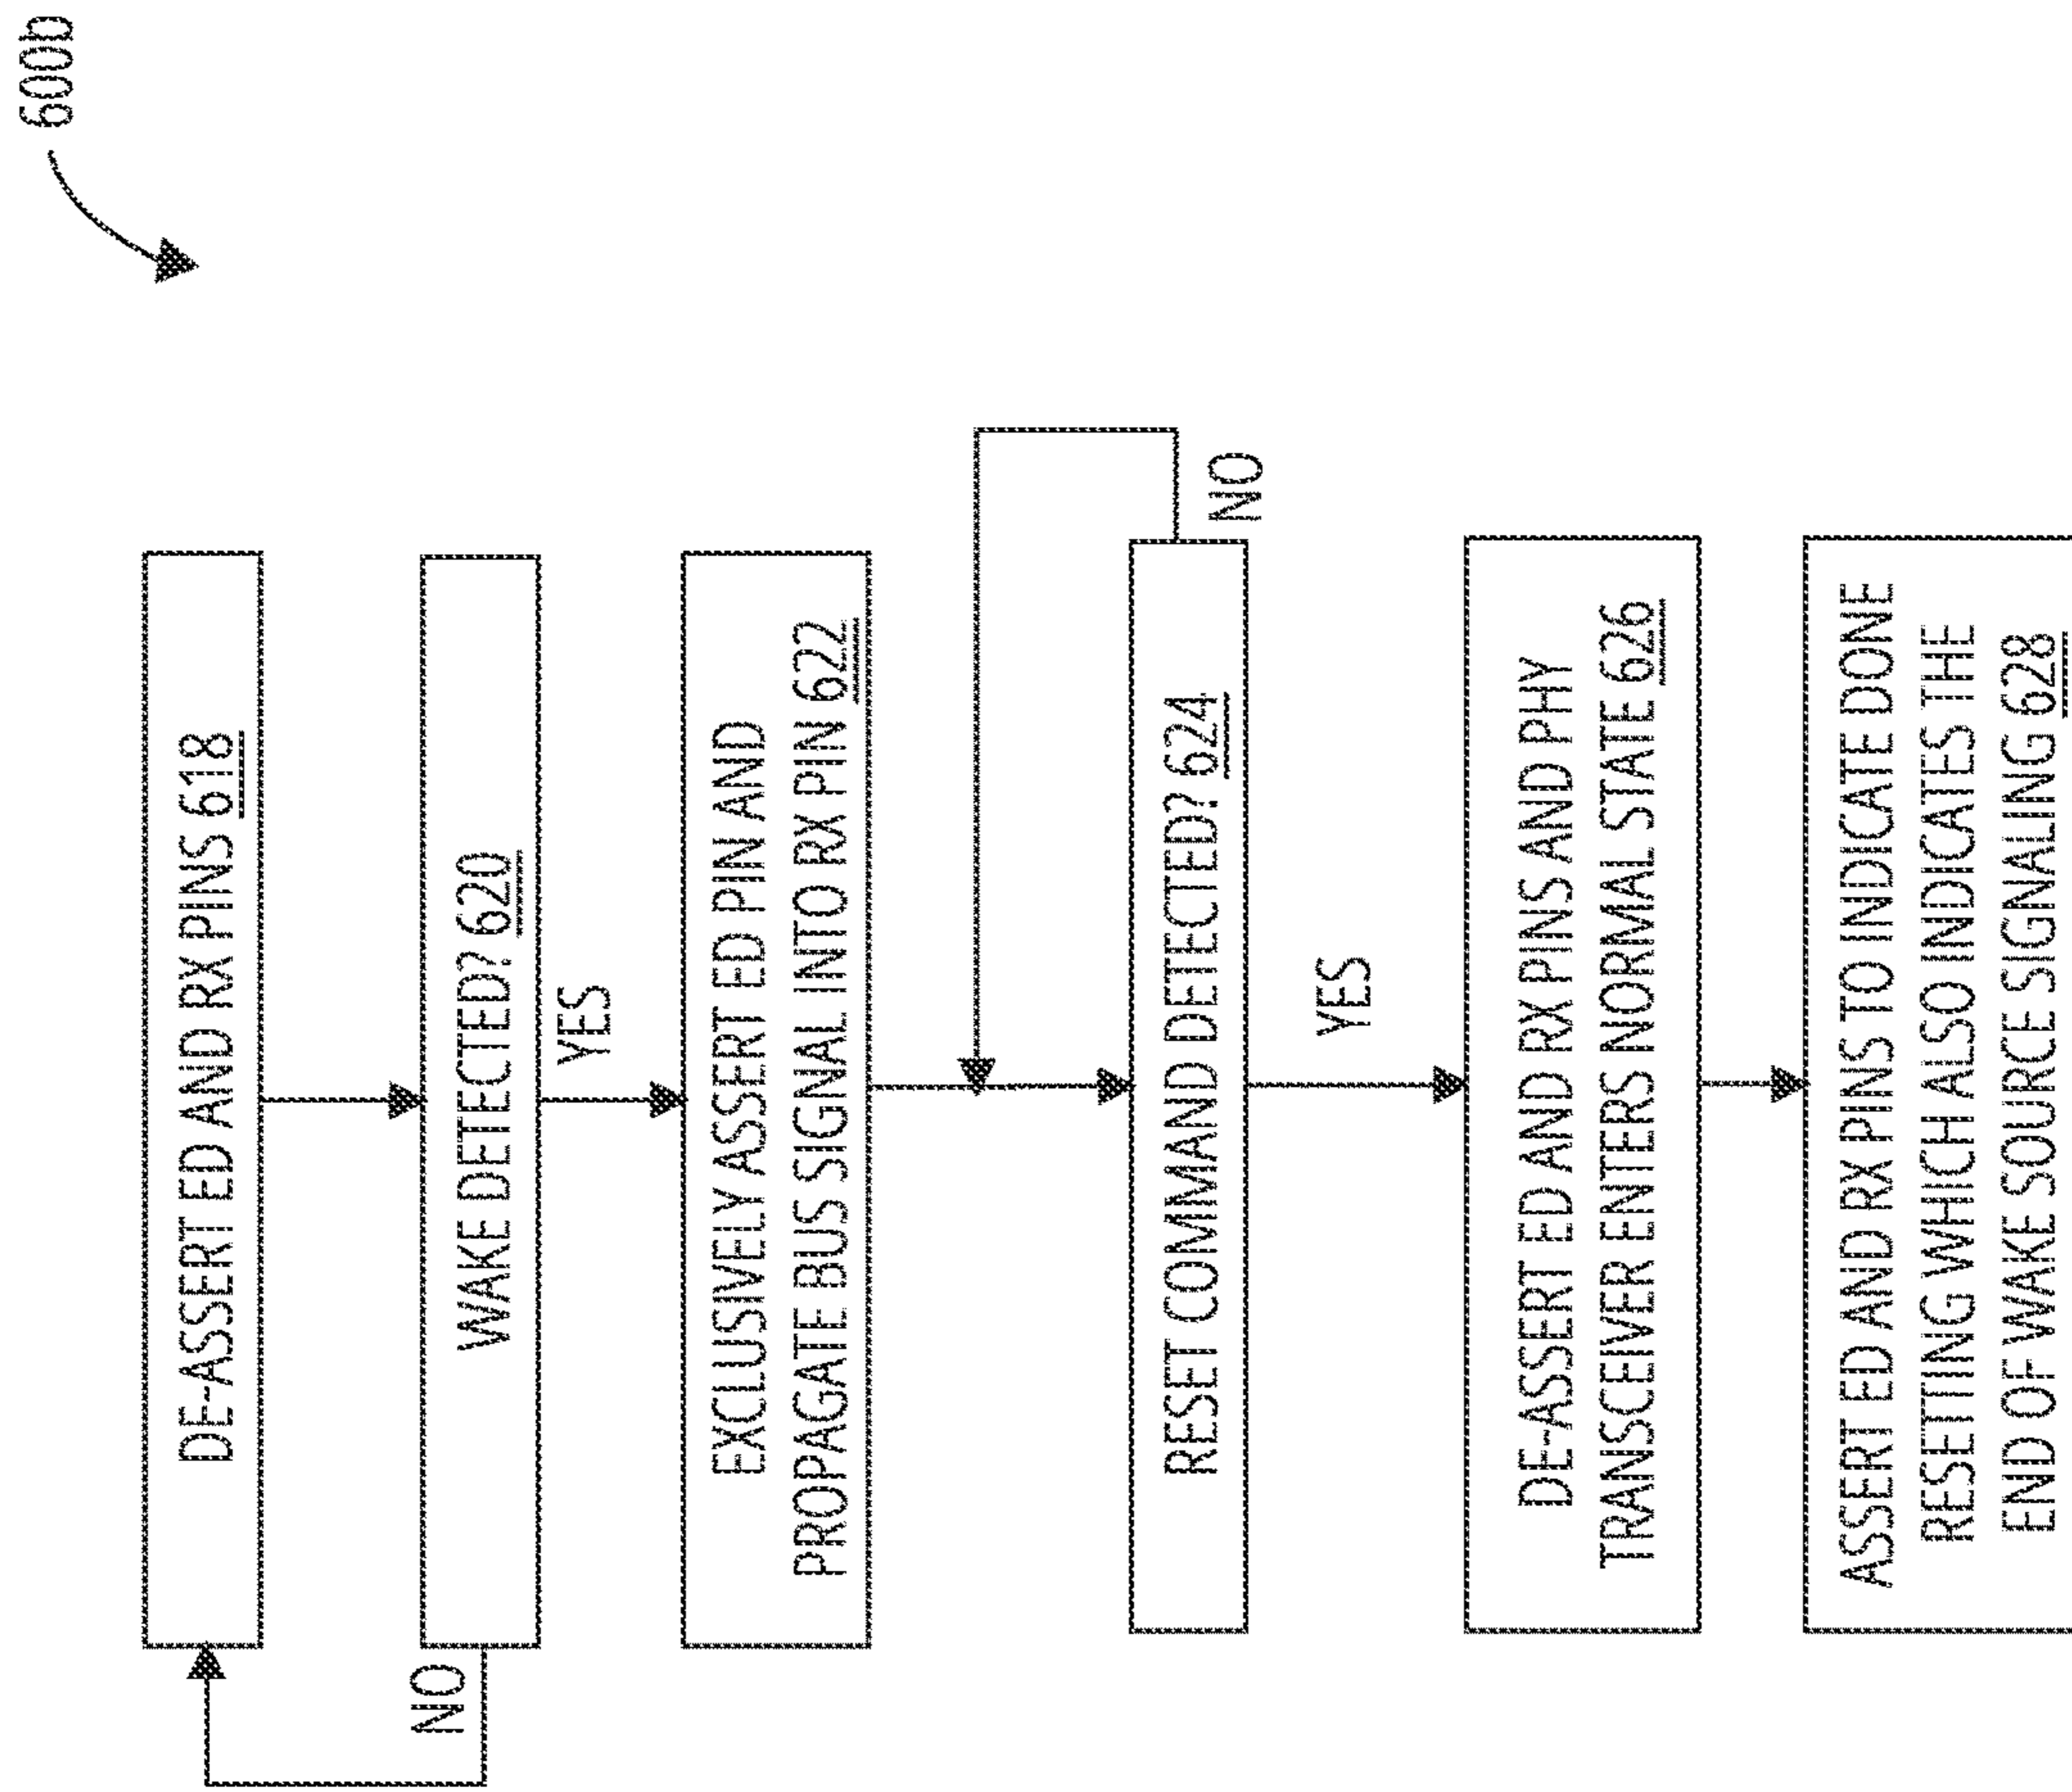 600b
DE-ASSERT ED AND RX PINS 618
NO
WAKE DETECTED? 620
YES
EXCLUSIVELY ASSERT ED PIN AND
PROPAGATE BUS SIGNAL INTO RX PIN 622
RESET COMMAND DETECTED? 624
NO
YES
DE-ASSERT ED AND RX PINS AND PHY
TRANSCEIVER ENTERS NORMAL STATE 626
ASSERT ED AND RX PINS TO INDICATE DONE
RESETTING WHICH ALSO INDICATES THE
END OF WAKE SOURCE SIGNALING 628